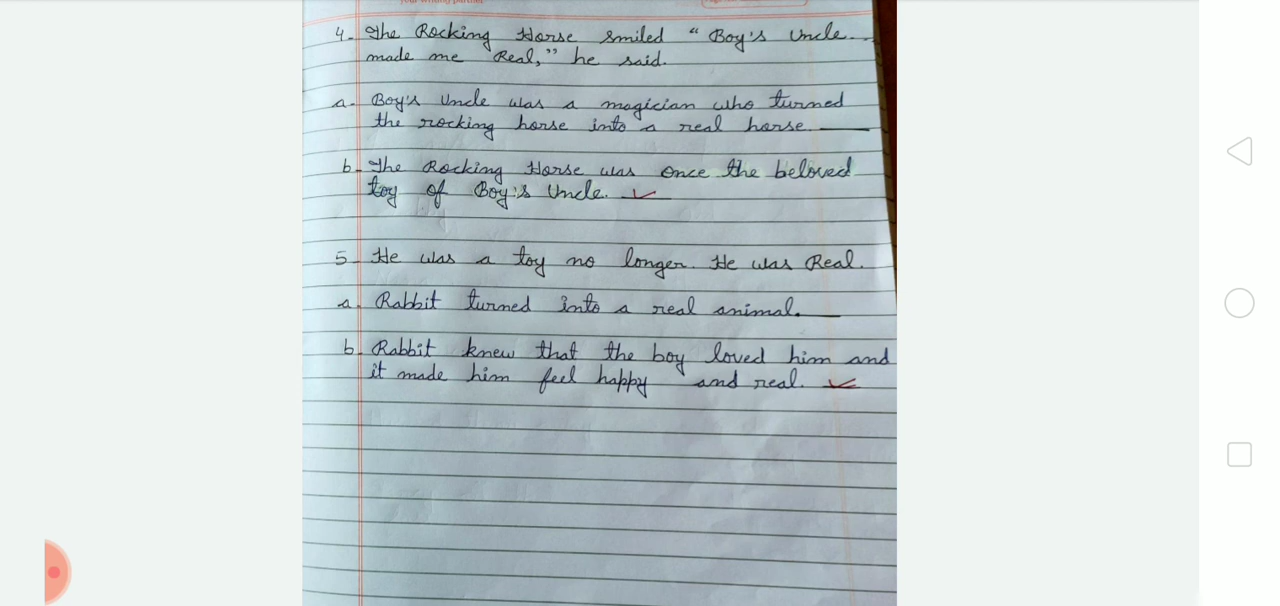 your writing partner
4. The Rocking Horse smiled “Boy's Uncle
made me Real,” he said.
a. Boy's Uncle was a magician who turned
the rocking horse into a real horse.
b. The Rocking Horse was once the beloved
toy of Boy's Uncle. ✓
5. He was a toy no longer. He was Real.
a. Rabbit turned into a real animal.
b. Rabbit knew that the boy loved him and
it made him feel happy and real. ✓